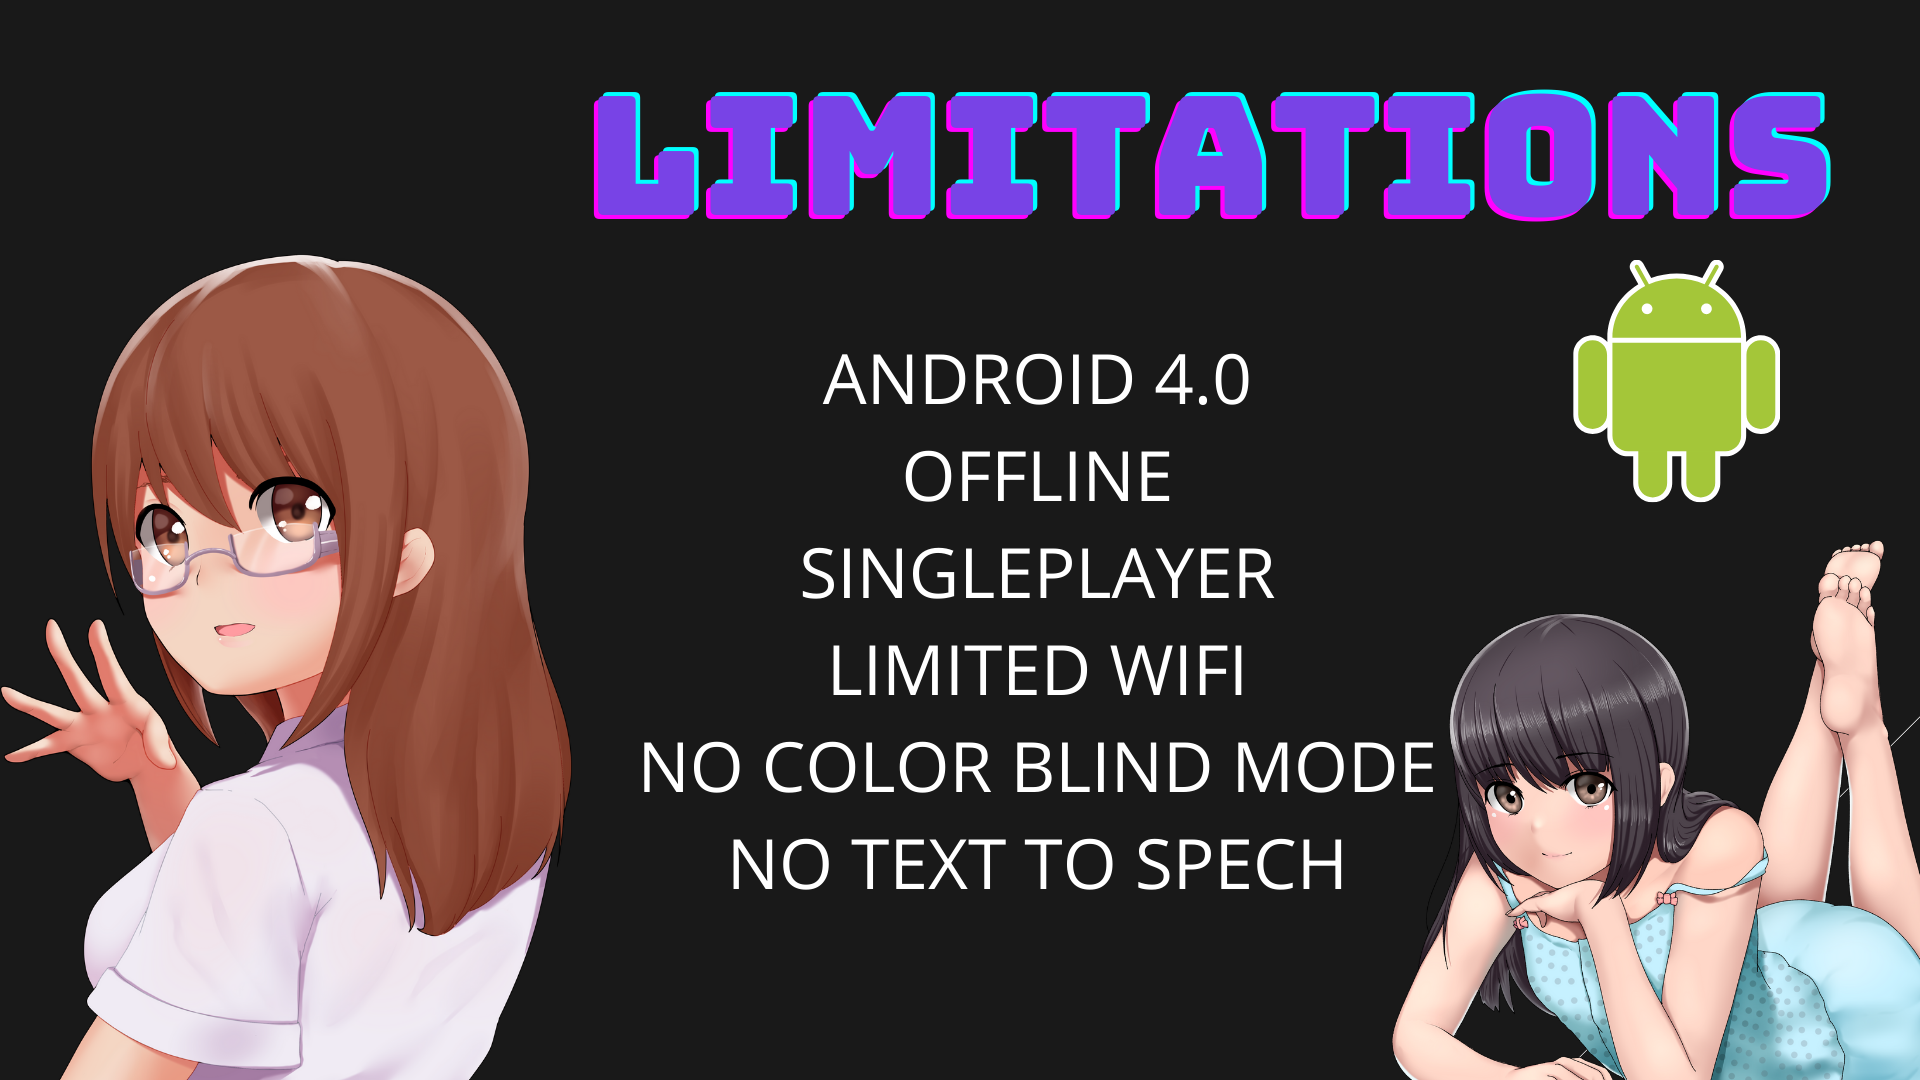 LIMITATIONS
ANDROID 4.0
OFFLINE
SINGLEPLAYER
LIMITED WIFI
NO COLOR BLIND MODE
NO TEXT TO SPECH